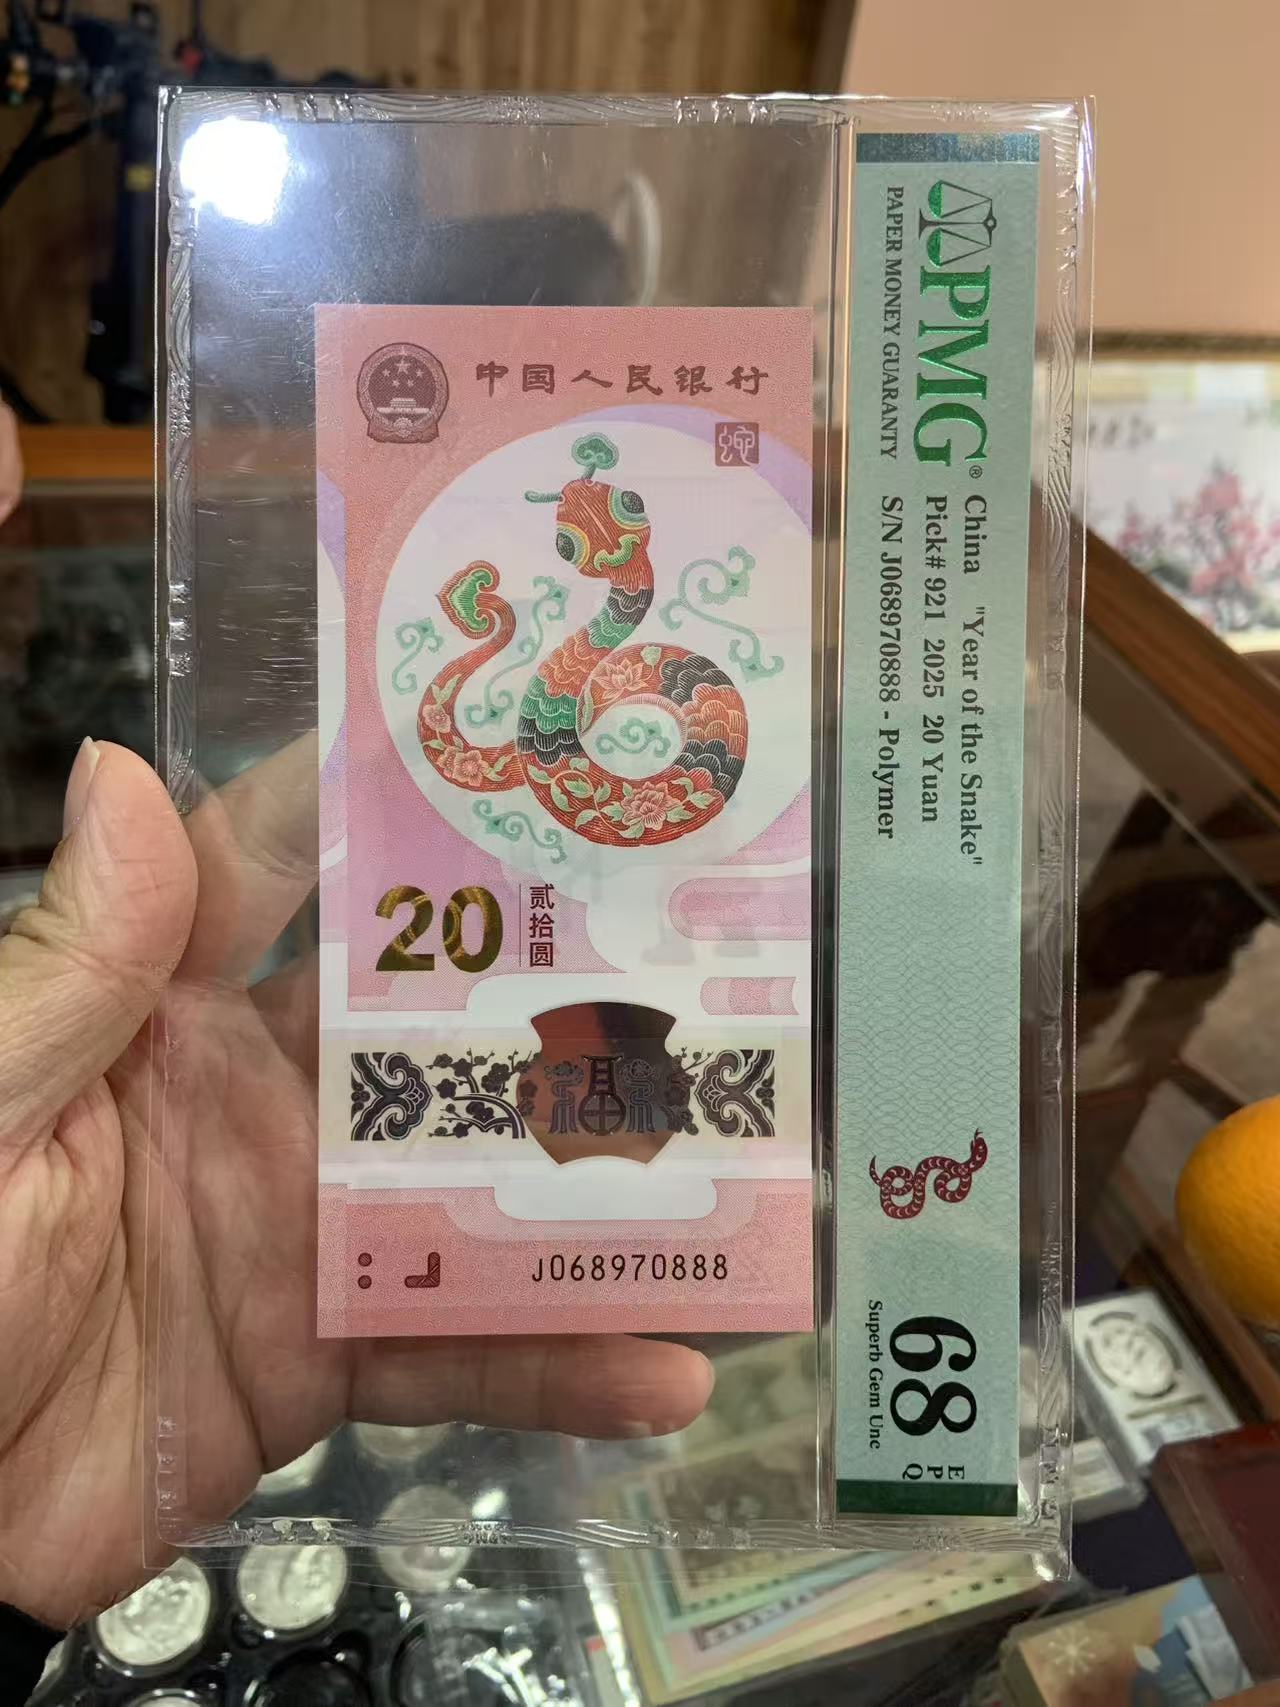 中国人民银行
蛇
20
贰拾圆
福
J068970888
PMG®
PAPER MONEY GUARANTY
China "Year of the Snake"
Pick# 921 2025 20 Yuan
S/N J068970888 - Polymer
68
EPQ
Superb Gem Unc